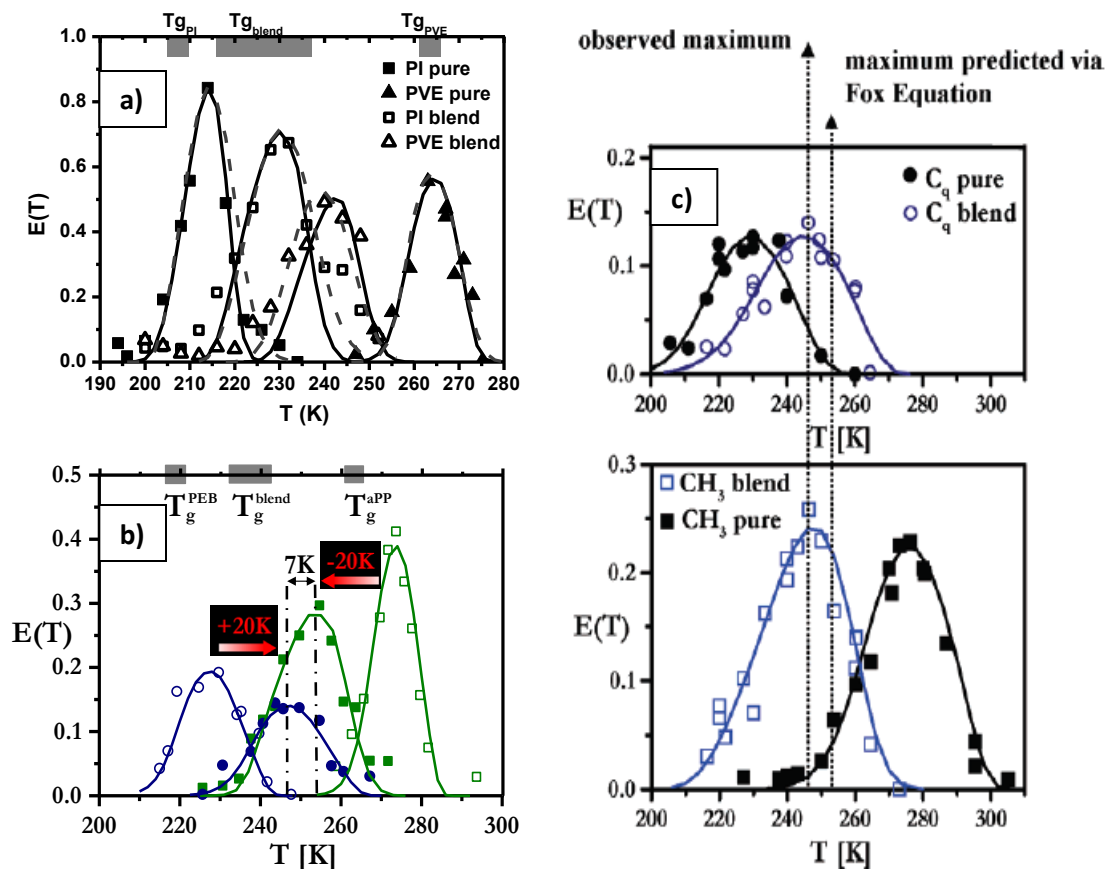 Tg_PI Tg_blend Tg_PVE
1.0
0.8
0.6
0.4
0.2
0.0
E(T)
a)
PI pure
PVE pure
PI blend
PVE blend
190 200 210 220 230 240 250 260 270 280
T (K)
0.5
0.4
0.3
0.2
0.1
0.0
E(T)
T_g^PEB T_g^blend T_g^aPP
b)
7K
-20K
+20K
200 220 240 260 280 300
T [K]
observed maximum
maximum predicted via
Fox Equation
0.2
0.1
0.0
E(T)
c)
C_q pure
C_q blend
200 220 240 260 280 300
T [K]
0.3
0.2
0.1
0.0
E(T)
CH_3 blend
CH_3 pure
200 220 240 260 280 300
T [K]